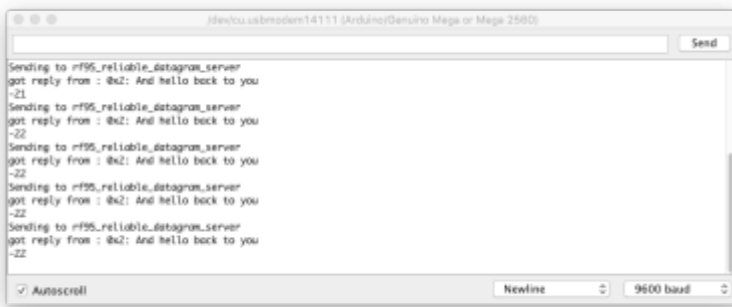 /dev/cu.usbmodem14111 (Arduino/Genuino Mega or Mega 2560)
Send
Sending to rf95_reliable_datagram_server
got reply from : 0x2: And hello back to you
-21
Sending to rf95_reliable_datagram_server
got reply from : 0x2: And hello back to you
-22
Sending to rf95_reliable_datagram_server
got reply from : 0x2: And hello back to you
-22
Sending to rf95_reliable_datagram_server
got reply from : 0x2: And hello back to you
-22
Sending to rf95_reliable_datagram_server
got reply from : 0x2: And hello back to you
-22
Autoscroll Newline 9600 baud